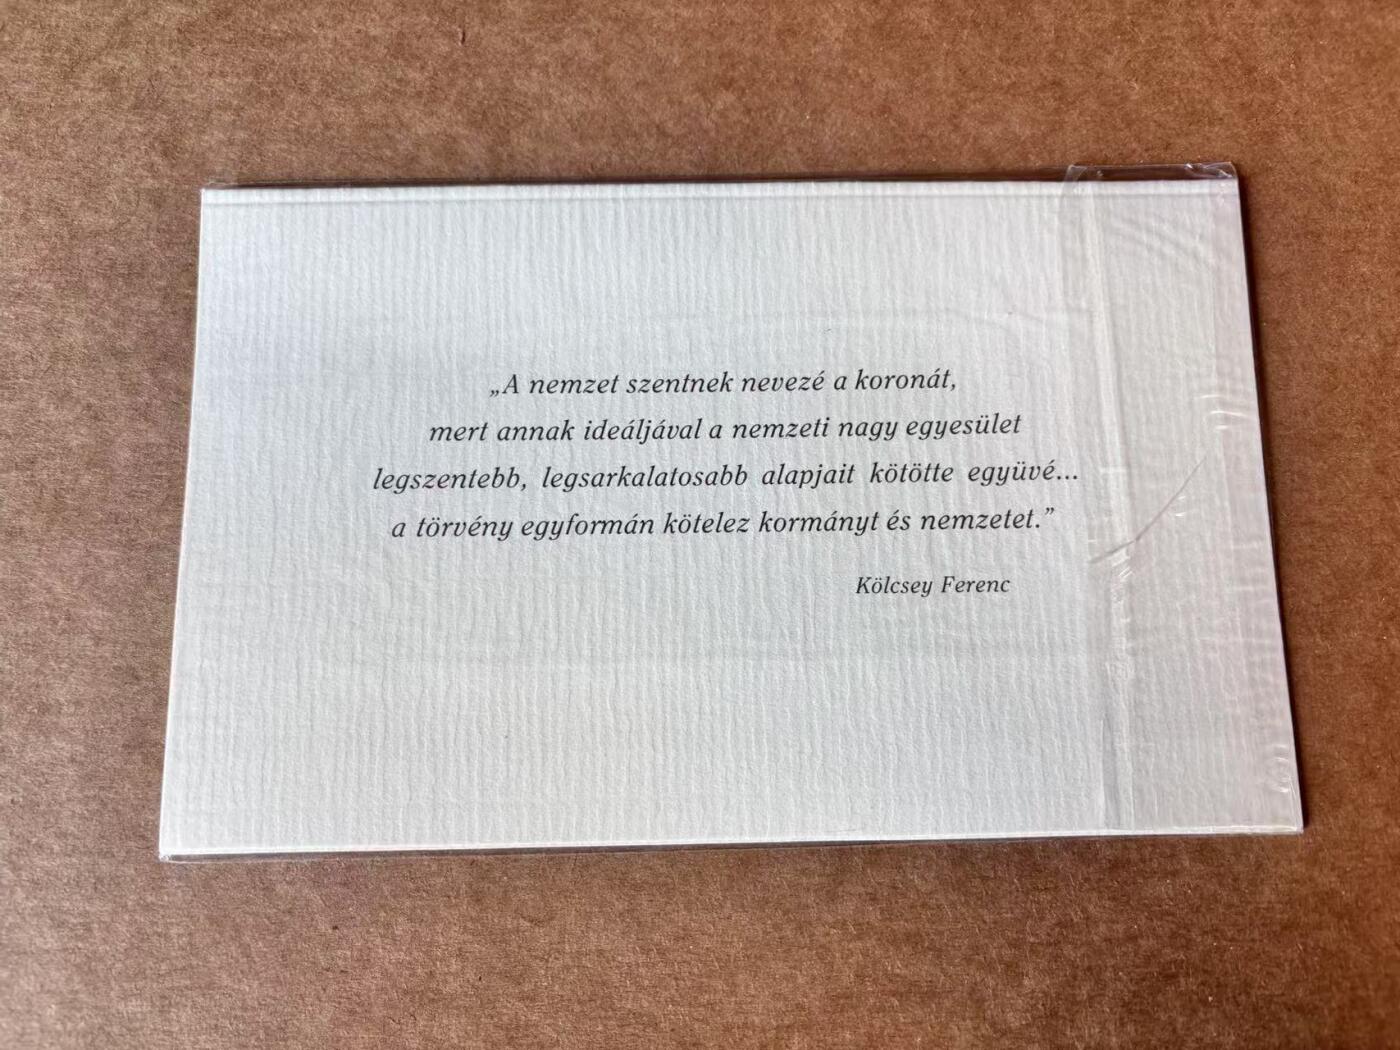 „A nemzet szentnek nevezé a koronát,
mert annak ideáljával a nemzeti nagy egyesület
legszentebb, legsarkalatosabb alapjait kötötte együvé...
a törvény egyformán kötelez kormányt és nemzetet.”
Kölcsey Ferenc